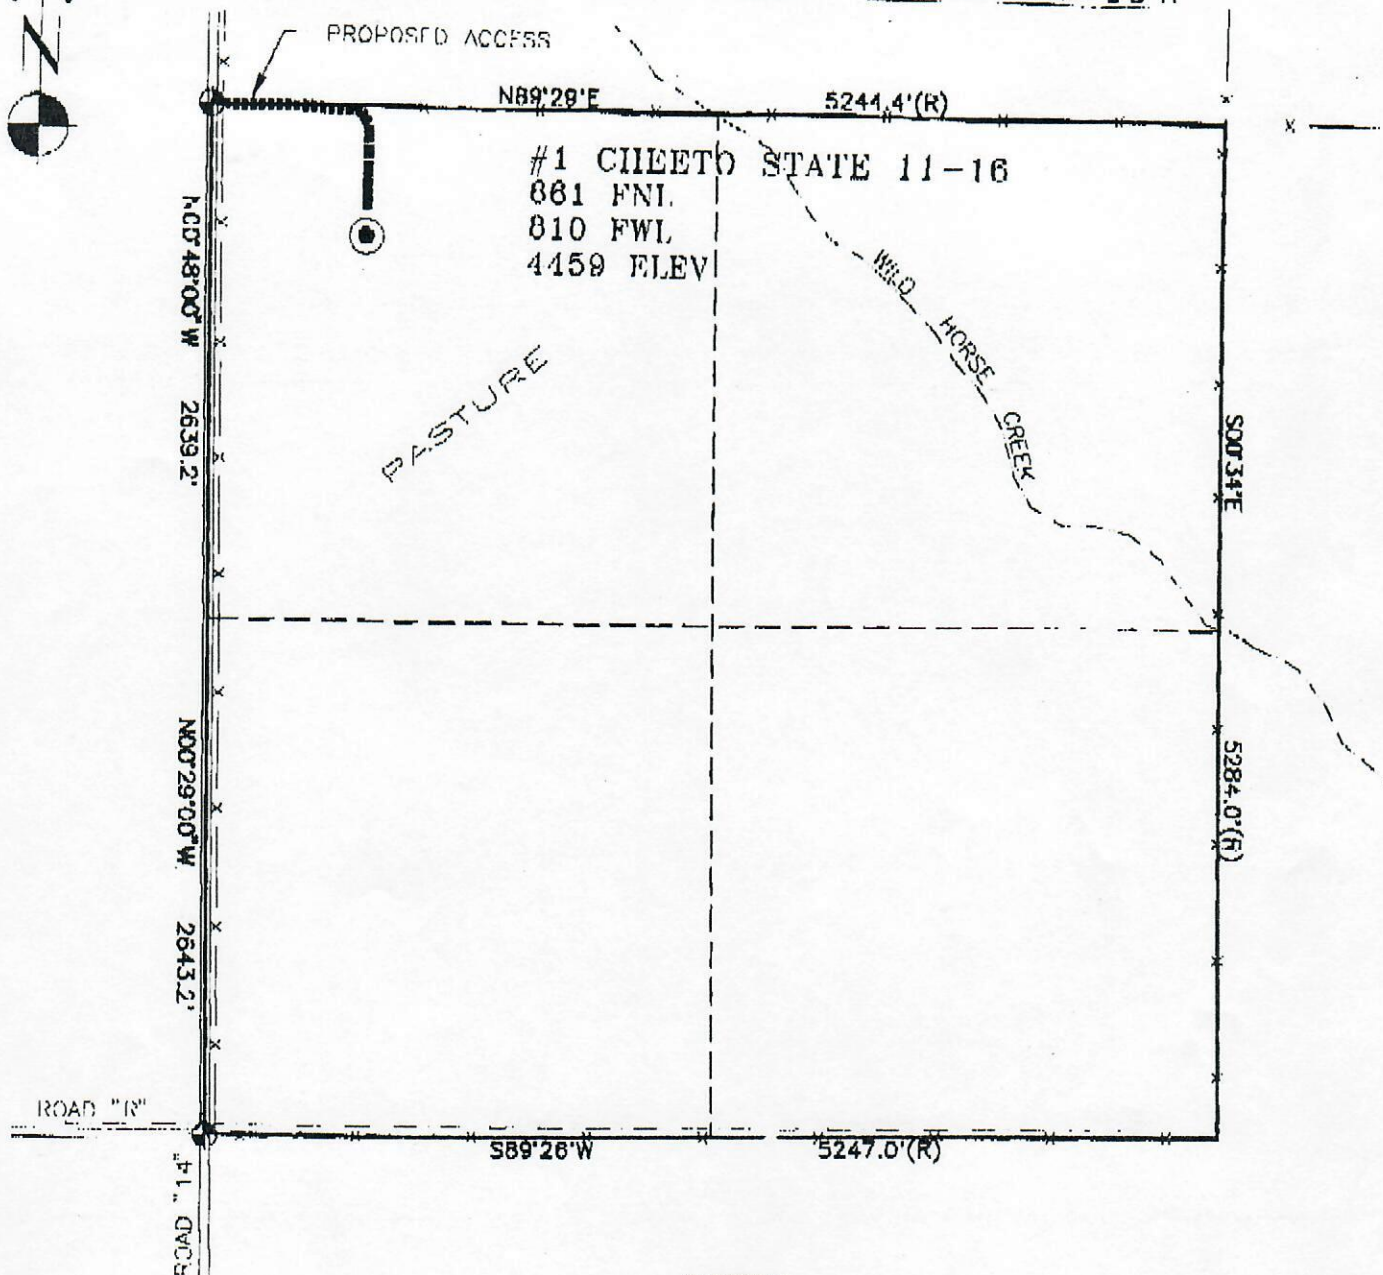 N
PROPOSED ACCESS
N89°29'E 5244.4'(R)
#1 CHEETO STATE 11-16
661 FNL
810 FWL
4459 ELEV
N00°48'00"W 2639.2'
PASTURE
WILD HORSE CREEK
S00°34'E 5284.0'(R)
N00°29'00"W 2643.2'
ROAD "R"
S89°26'W 5247.0'(R)
ROAD